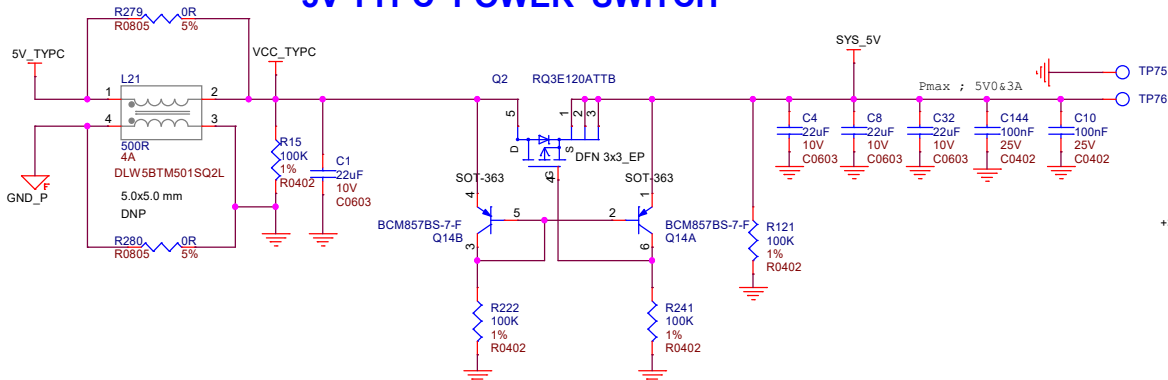 5V TYPC POWER SWITCH
R279 0R
R0805 5%
5V_TYPC
VCC_TYPC
L21
1 2
4 3
500R
4A
DLW5BTM501SQ2L
5.0x5.0 mm
DNP
GND_P
R280 0R
R0805 5%
R15
100K
1%
R0402
C1
22uF
10V
C0603
Q2 RQ3E120ATTB
5
D
S
1
2
3
G
4
DFN 3x3_EP
SOT-363
SOT-363
4
5
3
BCM857BS-7-F
Q14B
1
2
6
BCM857BS-7-F
Q14A
R222
100K
1%
R0402
R241
100K
1%
R0402
R121
100K
1%
R0402
SYS_5V
Pmax ; 5V0&3A
TP75
TP76
C4
22uF
10V
C0603
C8
22uF
10V
C0603
C32
22uF
10V
C0603
C144
100nF
25V
C0402
C10
100nF
25V
C0402